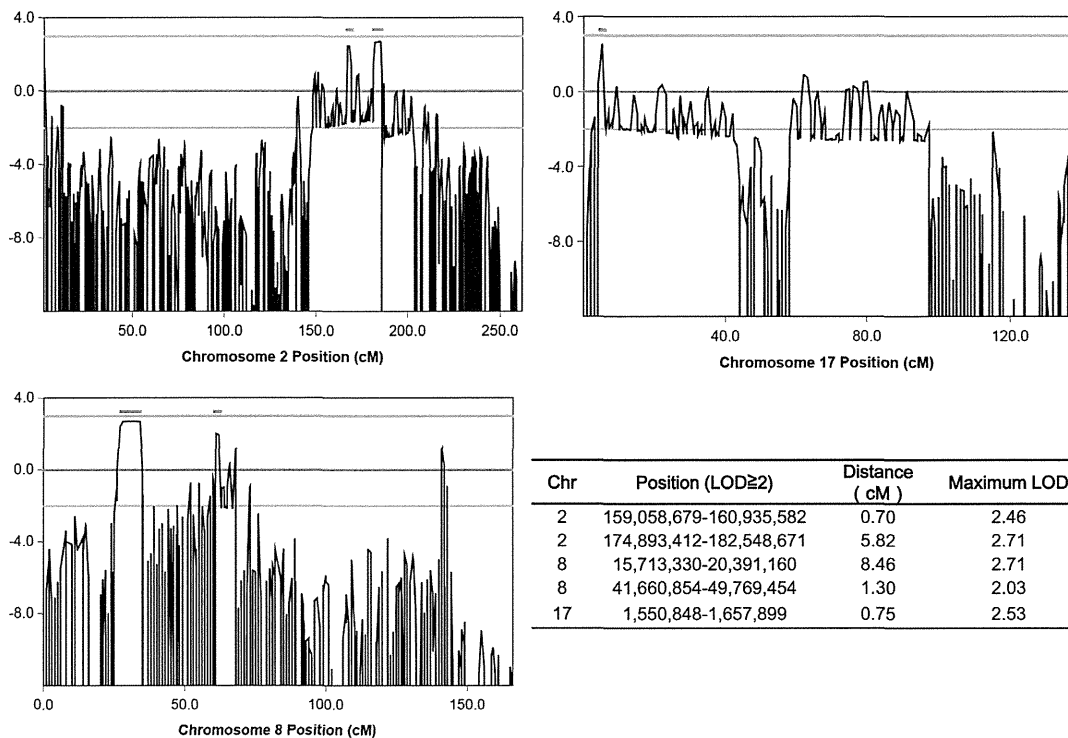 4.0
0.0
-4.0
-8.0
50.0 100.0 150.0 200.0 250.0
Chromosome 2 Position (cM)
4.0
0.0
-4.0
-8.0
40.0 80.0 120.0
Chromosome 17 Position (cM)
4.0
0.0
-4.0
-8.0
0.0 50.0 100.0 150.0
Chromosome 8 Position (cM)
Chr Position (LOD≧2) Distance ( cM ) Maximum LOD
2 159,058,679-160,935,582 0.70 2.46
2 174,893,412-182,548,671 5.82 2.71
8 15,713,330-20,391,160 8.46 2.71
8 41,660,854-49,769,454 1.30 2.03
17 1,550,848-1,657,899 0.75 2.53